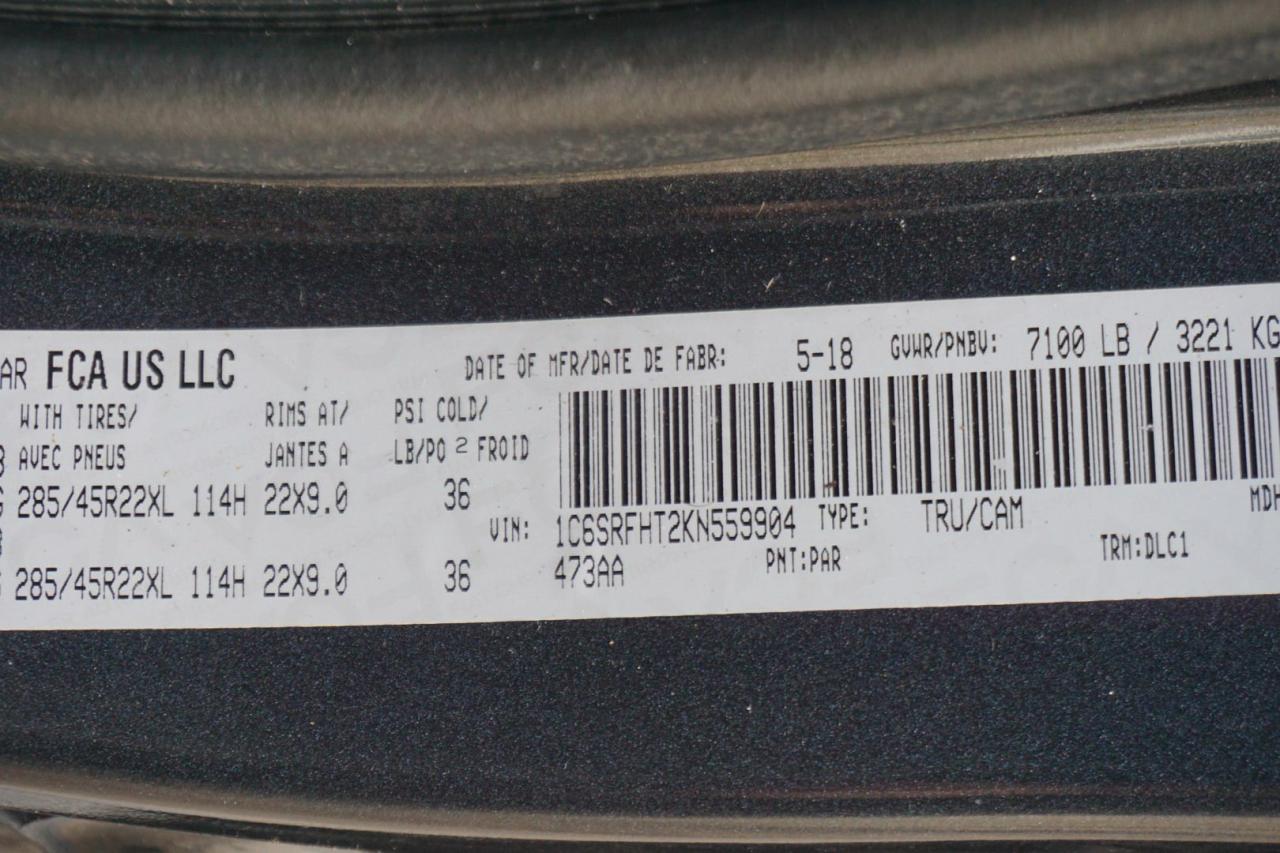 AR FCA US LLC DATE OF MFR/DATE DE FABR: 5-18 GVWR/PNBV: 7100 LB / 3221 KG
WITH TIRES/ RIMS AT/ PSI COLD/
AVEC PNEUS JANTES A LB/PO 2 FROID
285/45R22XL 114H 22X9.0 36
VIN: 1C6SRFHT2KN559904 TYPE: TRU/CAM MDH
285/45R22XL 114H 22X9.0 36 473AA PNT:PAR TRM:DLC1